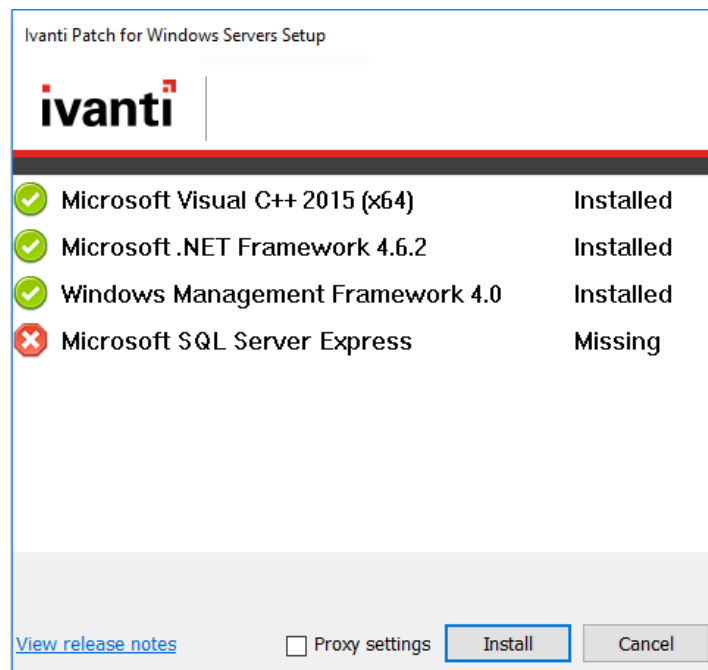 Ivanti Patch for Windows Servers Setup
ivanti
Microsoft Visual C++ 2015 (x64) Installed
Microsoft .NET Framework 4.6.2 Installed
Windows Management Framework 4.0 Installed
Microsoft SQL Server Express Missing
View release notes Proxy settings Install Cancel